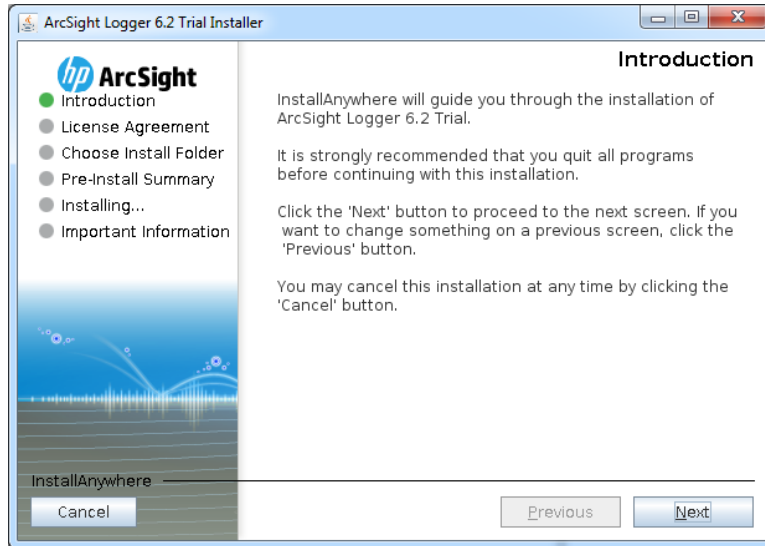 ArcSight Logger 6.2 Trial Installer
hp ArcSight
Introduction
License Agreement
Choose Install Folder
Pre-Install Summary
Installing...
Important Information
Introduction
InstallAnywhere will guide you through the installation of
ArcSight Logger 6.2 Trial.
It is strongly recommended that you quit all programs
before continuing with this installation.
Click the 'Next' button to proceed to the next screen. If you
want to change something on a previous screen, click the
'Previous' button.
You may cancel this installation at any time by clicking the
'Cancel' button.
InstallAnywhere
Cancel
Previous
Next